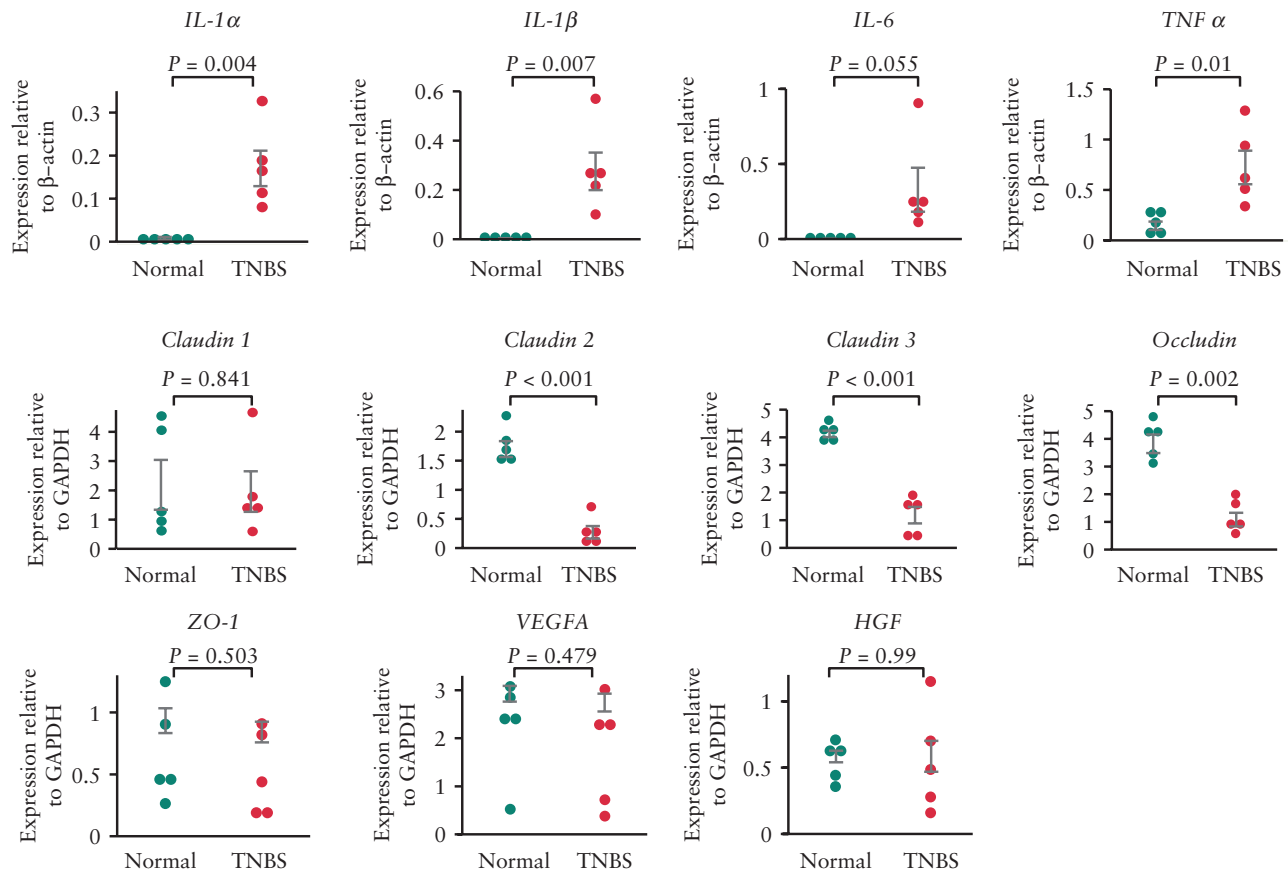 IL-1α
P = 0.004
Expression relative
to β–actin
0.3
0.2
0.1
0
Normal TNBS
IL-1β
P = 0.007
Expression relative
to β–actin
0.6
0.4
0.2
0
Normal TNBS
IL-6
P = 0.055
Expression relative
to β–actin
1
0.5
0
Normal TNBS
TNF α
P = 0.01
Expression relative
to β–actin
1.5
1
0.5
0
Normal TNBS
Claudin 1
P = 0.841
Expression relative
to GAPDH
4
3
2
1
0
Normal TNBS
Claudin 2
P < 0.001
Expression relative
to GAPDH
2
1.5
1
0.5
0
Normal TNBS
Claudin 3
P < 0.001
Expression relative
to GAPDH
5
4
3
2
1
0
Normal TNBS
Occludin
P = 0.002
Expression relative
to GAPDH
5
4
3
2
1
0
Normal TNBS
ZO-1
P = 0.503
Expression relative
to GAPDH
1
0.5
0
Normal TNBS
VEGFA
P = 0.479
Expression relative
to GAPDH
3
2
1
0
Normal TNBS
HGF
P = 0.99
Expression relative
to GAPDH
1
0.5
0
Normal TNBS